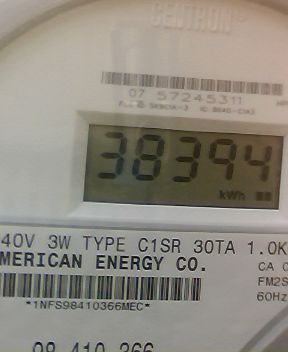 CENTRON
07 57245311
38394
kWh
40V 3W TYPE C1SR 30TA 1.0K
MERICAN ENERGY CO.
CA
FM2S
60Hz
*1NFS98410366MEC*
09 410 366